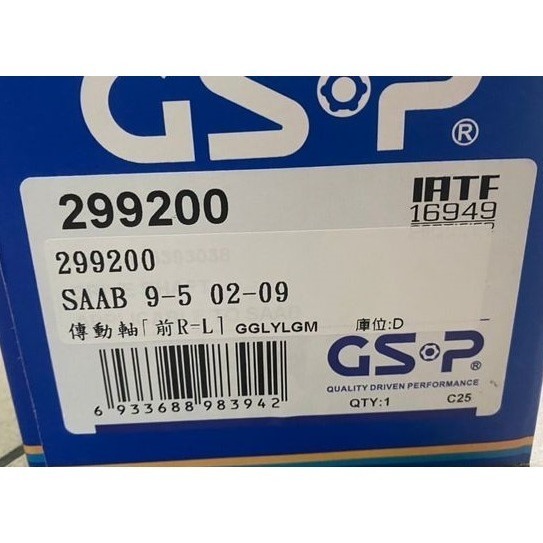 GSP®
299200
IATF
16949
299200
SAAB 9-5 02-09
傳動軸「前R=L」 GGLYLGM 庫位:D
GSP®
QUALITY DRIVEN PERFORMANCE
6 933688 983942
QTY:1 C25